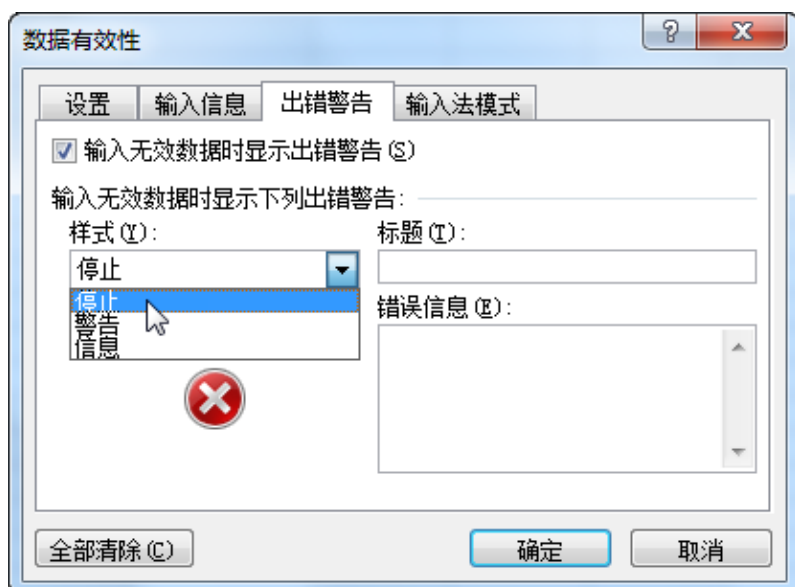 数据有效性
设置 输入信息 出错警告 输入法模式
输入无效数据时显示出错警告(S)
输入无效数据时显示下列出错警告:
样式(Y): 标题(T):
停止
停止
警告
信息
错误信息(E):
全部清除(C) 确定 取消